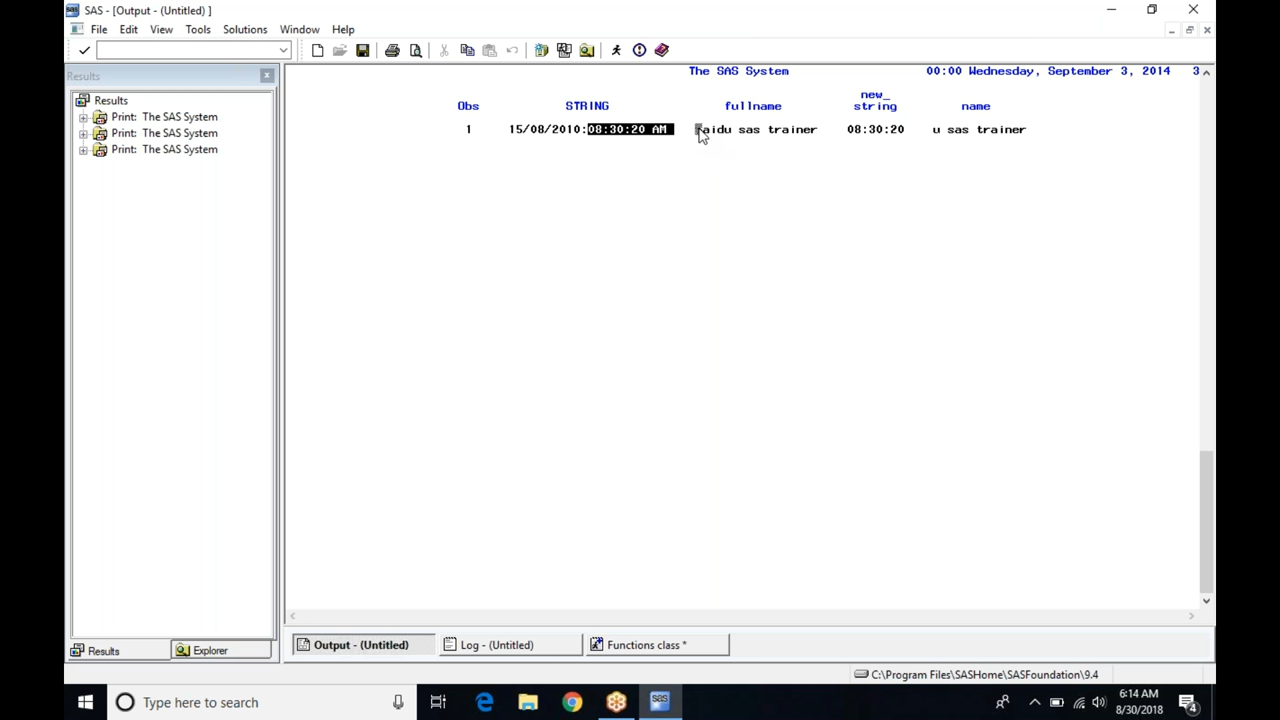 SAS - [Output - (Untitled) ]
File Edit View Tools Solutions Window Help
Results
Results
Print: The SAS System
Print: The SAS System
Print: The SAS System
The SAS System 00:00 Wednesday, September 3, 2014 3
new_
Obs STRING fullname string name
1 15/08/2010:08:30:20 AM aidu sas trainer 08:30:20 u sas trainer
Results Explorer
Output - (Untitled) Log - (Untitled) Functions class *
C:\Program Files\SASHome\SASFoundation\9.4
Type here to search
6:14 AM
8/30/2018
4